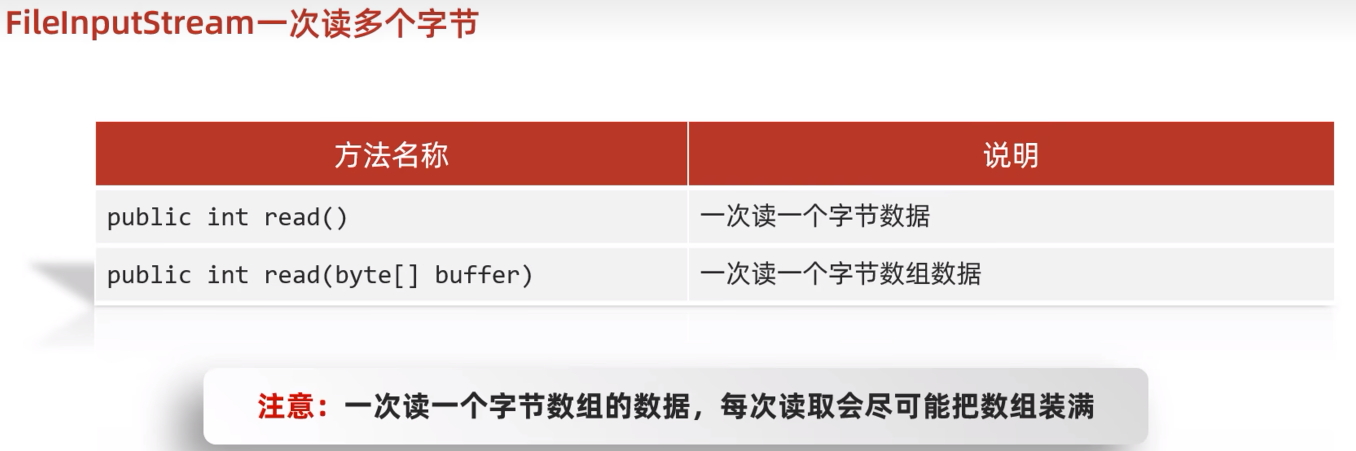 FileInputStream一次读多个字节
方法名称 说明
public int read() 一次读一个字节数据
public int read(byte[] buffer) 一次读一个字节数组数据
注意：一次读一个字节数组的数据，每次读取会尽可能把数组装满